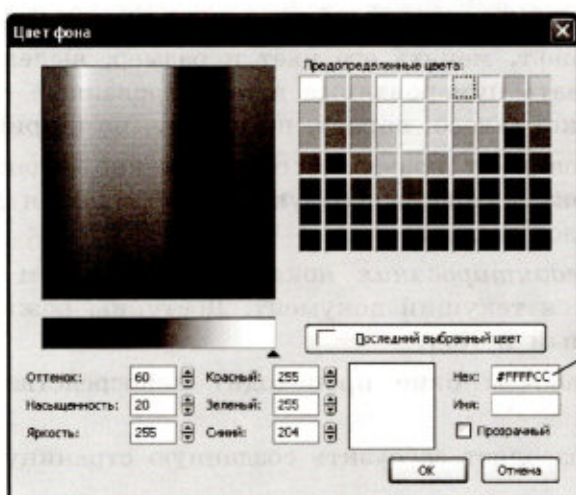 Цвет фона
Предопределенные цвета:
Последний выбранный цвет
Оттенок: 60 Красный: 255 Hex: #FFFFCC
Насыщенность: 20 Зеленый: 255 Имя:
Яркость: 255 Синий: 204 Прозрачный
OK Отмена